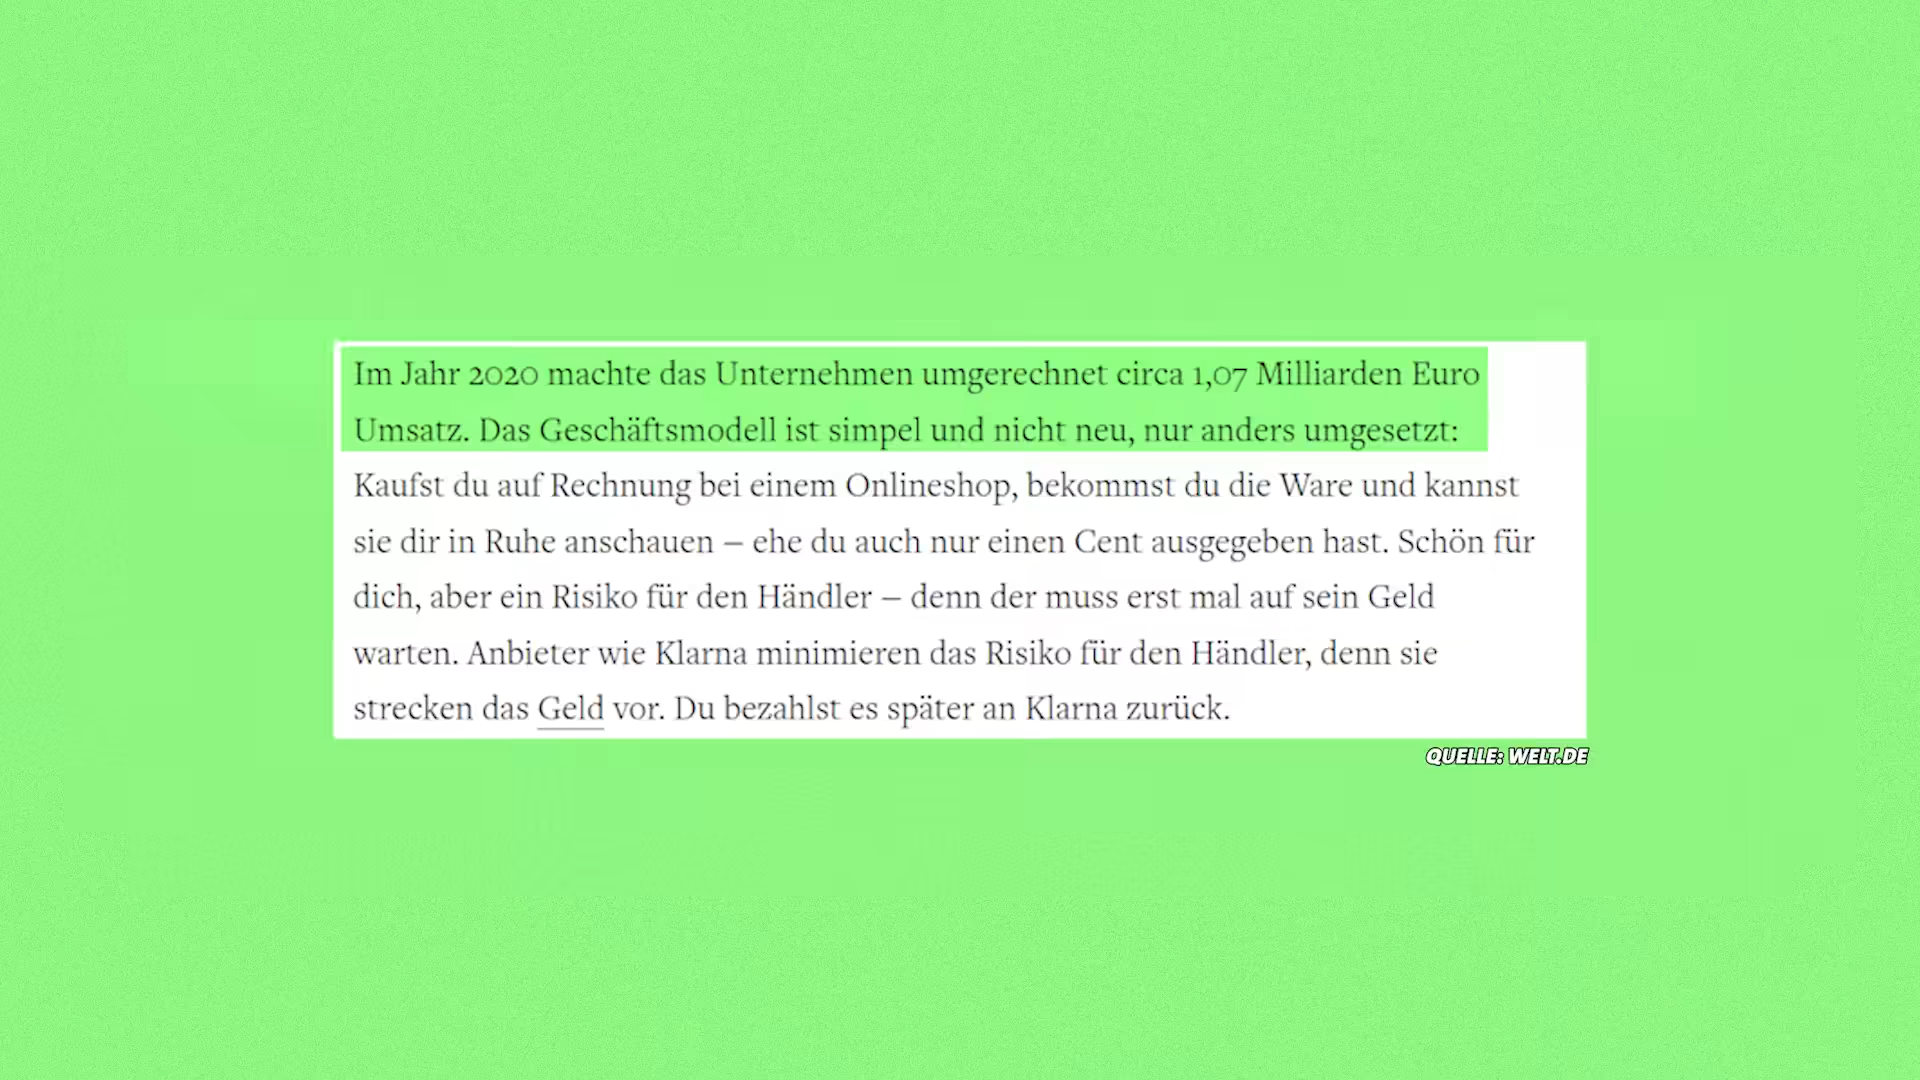 Im Jahr 2020 machte das Unternehmen umgerechnet circa 1,07 Milliarden Euro
Umsatz. Das Geschäftsmodell ist simpel und nicht neu, nur anders umgesetzt:
Kaufst du auf Rechnung bei einem Onlineshop, bekommst du die Ware und kannst
sie dir in Ruhe anschauen – ehe du auch nur einen Cent ausgegeben hast. Schön für
dich, aber ein Risiko für den Händler – denn der muss erst mal auf sein Geld
warten. Anbieter wie Klarna minimieren das Risiko für den Händler, denn sie
strecken das Geld vor. Du bezahlst es später an Klarna zurück.
QUELLE: WELT.DE